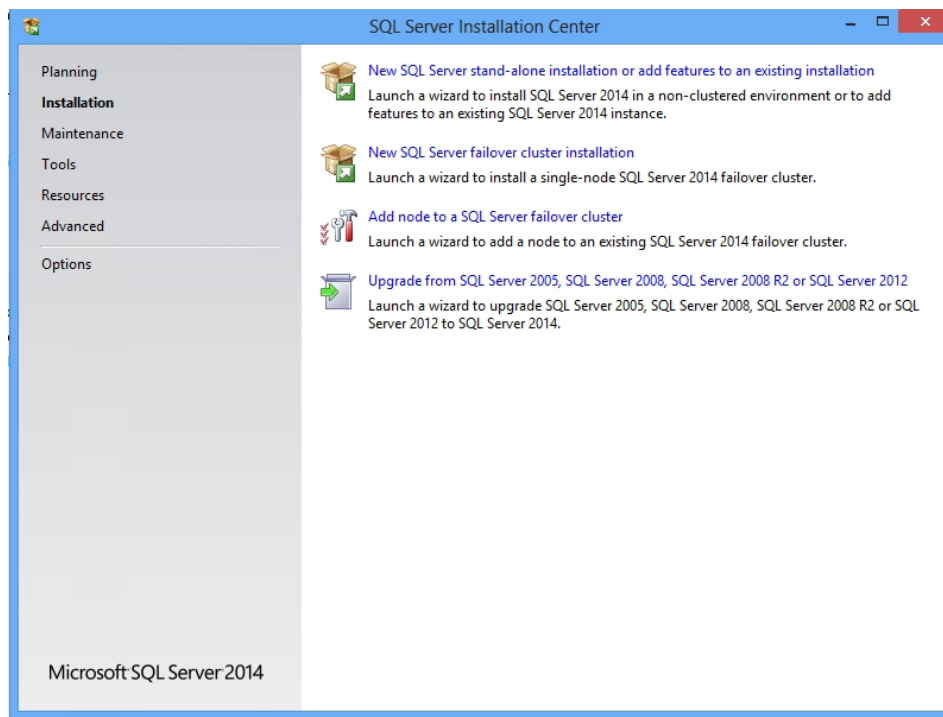 SQL Server Installation Center
Planning
Installation
Maintenance
Tools
Resources
Advanced
Options
New SQL Server stand-alone installation or add features to an existing installation
Launch a wizard to install SQL Server 2014 in a non-clustered environment or to add
features to an existing SQL Server 2014 instance.
New SQL Server failover cluster installation
Launch a wizard to install a single-node SQL Server 2014 failover cluster.
Add node to a SQL Server failover cluster
Launch a wizard to add a node to an existing SQL Server 2014 failover cluster.
Upgrade from SQL Server 2005, SQL Server 2008, SQL Server 2008 R2 or SQL Server 2012
Launch a wizard to upgrade SQL Server 2005, SQL Server 2008, SQL Server 2008 R2 or SQL
Server 2012 to SQL Server 2014.
Microsoft SQL Server 2014